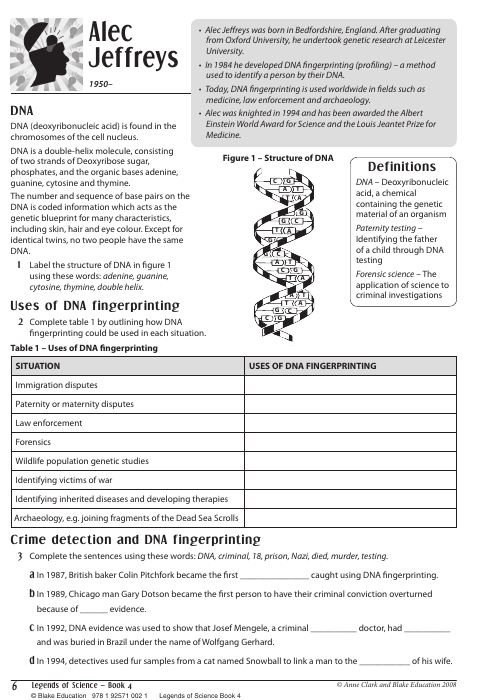 Alec
Jeffreys
1950–
• Alec Jeffreys was born in Bedfordshire, England. After graduating
from Oxford University, he undertook genetic research at Leicester
University.
• In 1984 he developed DNA fingerprinting (profiling) – a method
used to identify a person by their DNA.
• Today, DNA fingerprinting is used worldwide in fields such as
medicine, law enforcement and archaeology.
• Alec was knighted in 1994 and has been awarded the Albert
Einstein World Award for Science and the Louis Jeantet Prize for
Medicine.
DNA
DNA (deoxyribonucleic acid) is found in the
chromosomes of the cell nucleus.
DNA is a double-helix molecule, consisting
of two strands of Deoxyribose sugar,
phosphates, and the organic bases adenine,
guanine, cytosine and thymine.
The number and sequence of base pairs on the
DNA is coded information which acts as the
genetic blueprint for many characteristics,
including skin, hair and eye colour. Except for
identical twins, no two people have the same
DNA.
1 Label the structure of DNA in figure 1
using these words: adenine, guanine,
cytosine, thymine, double helix.
Figure 1 – Structure of DNA
C G
A T
T A
C G
T A
G
G C
A T
C G
T A
A T
T A
G C
C G
Definitions
DNA – Deoxyribonucleic
acid, a chemical
containing the genetic
material of an organism
Paternity testing –
Identifying the father
of a child through DNA
testing
Forensic science – The
application of science to
criminal investigations
Uses of DNA fingerprinting
2 Complete table 1 by outlining how DNA
fingerprinting could be used in each situation.
Table 1 – Uses of DNA fingerprinting
SITUATION USES OF DNA FINGERPRINTING
Immigration disputes
Paternity or maternity disputes
Law enforcement
Forensics
Wildlife population genetic studies
Identifying victims of war
Identifying inherited diseases and developing therapies
Archaeology, e.g. joining fragments of the Dead Sea Scrolls
Crime detection and DNA fingerprinting
3 Complete the sentences using these words: DNA, criminal, 18, prison, Nazi, died, murder, testing.
a In 1987, British baker Colin Pitchfork became the first ______________ caught using DNA fingerprinting.
b In 1989, Chicago man Gary Dotson became the first person to have their criminal conviction overturned
because of ______ evidence.
c In 1992, DNA evidence was used to show that Josef Mengele, a criminal _________ doctor, had _________
and was buried in Brazil under the name of Wolfgang Gerhard.
d In 1994, detectives used fur samples from a cat named Snowball to link a man to the __________ of his wife.
6 Legends of Science — Book 4 © Anne Clark and Blake Education 2008
© Blake Education 978 1 92571 002 1 Legends of Science Book 4